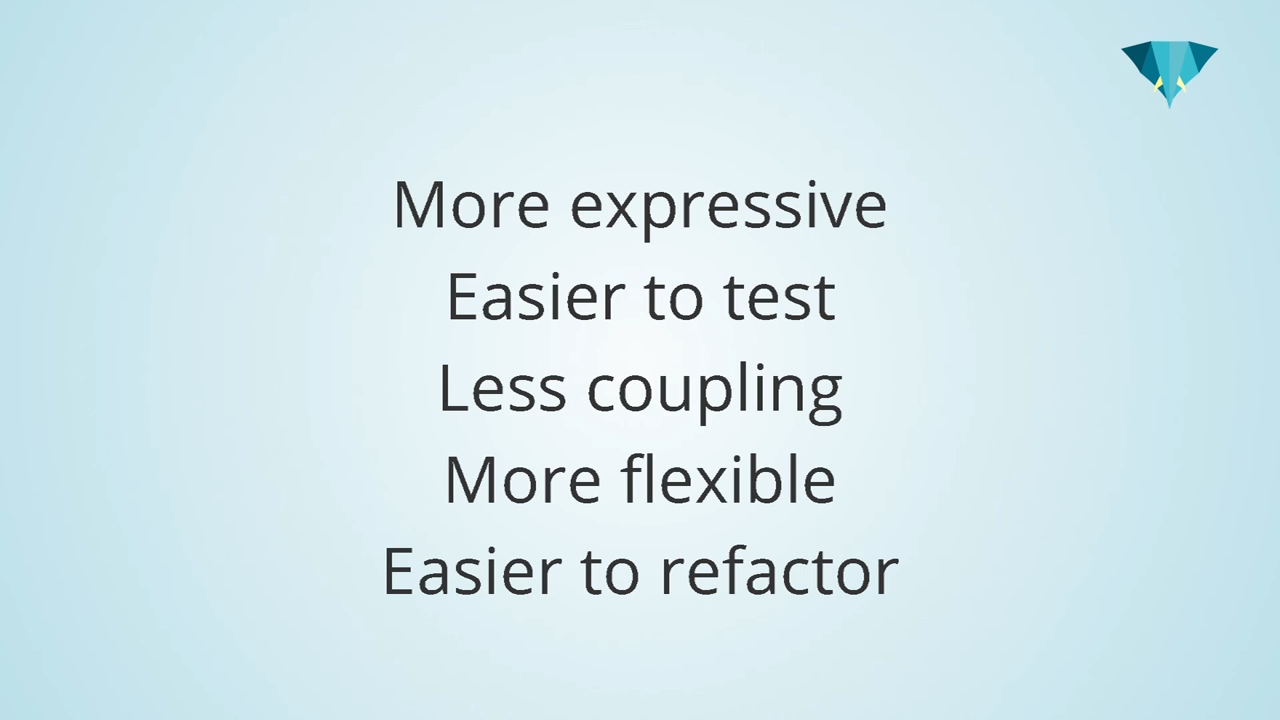 More expressive
Easier to test
Less coupling
More flexible
Easier to refactor